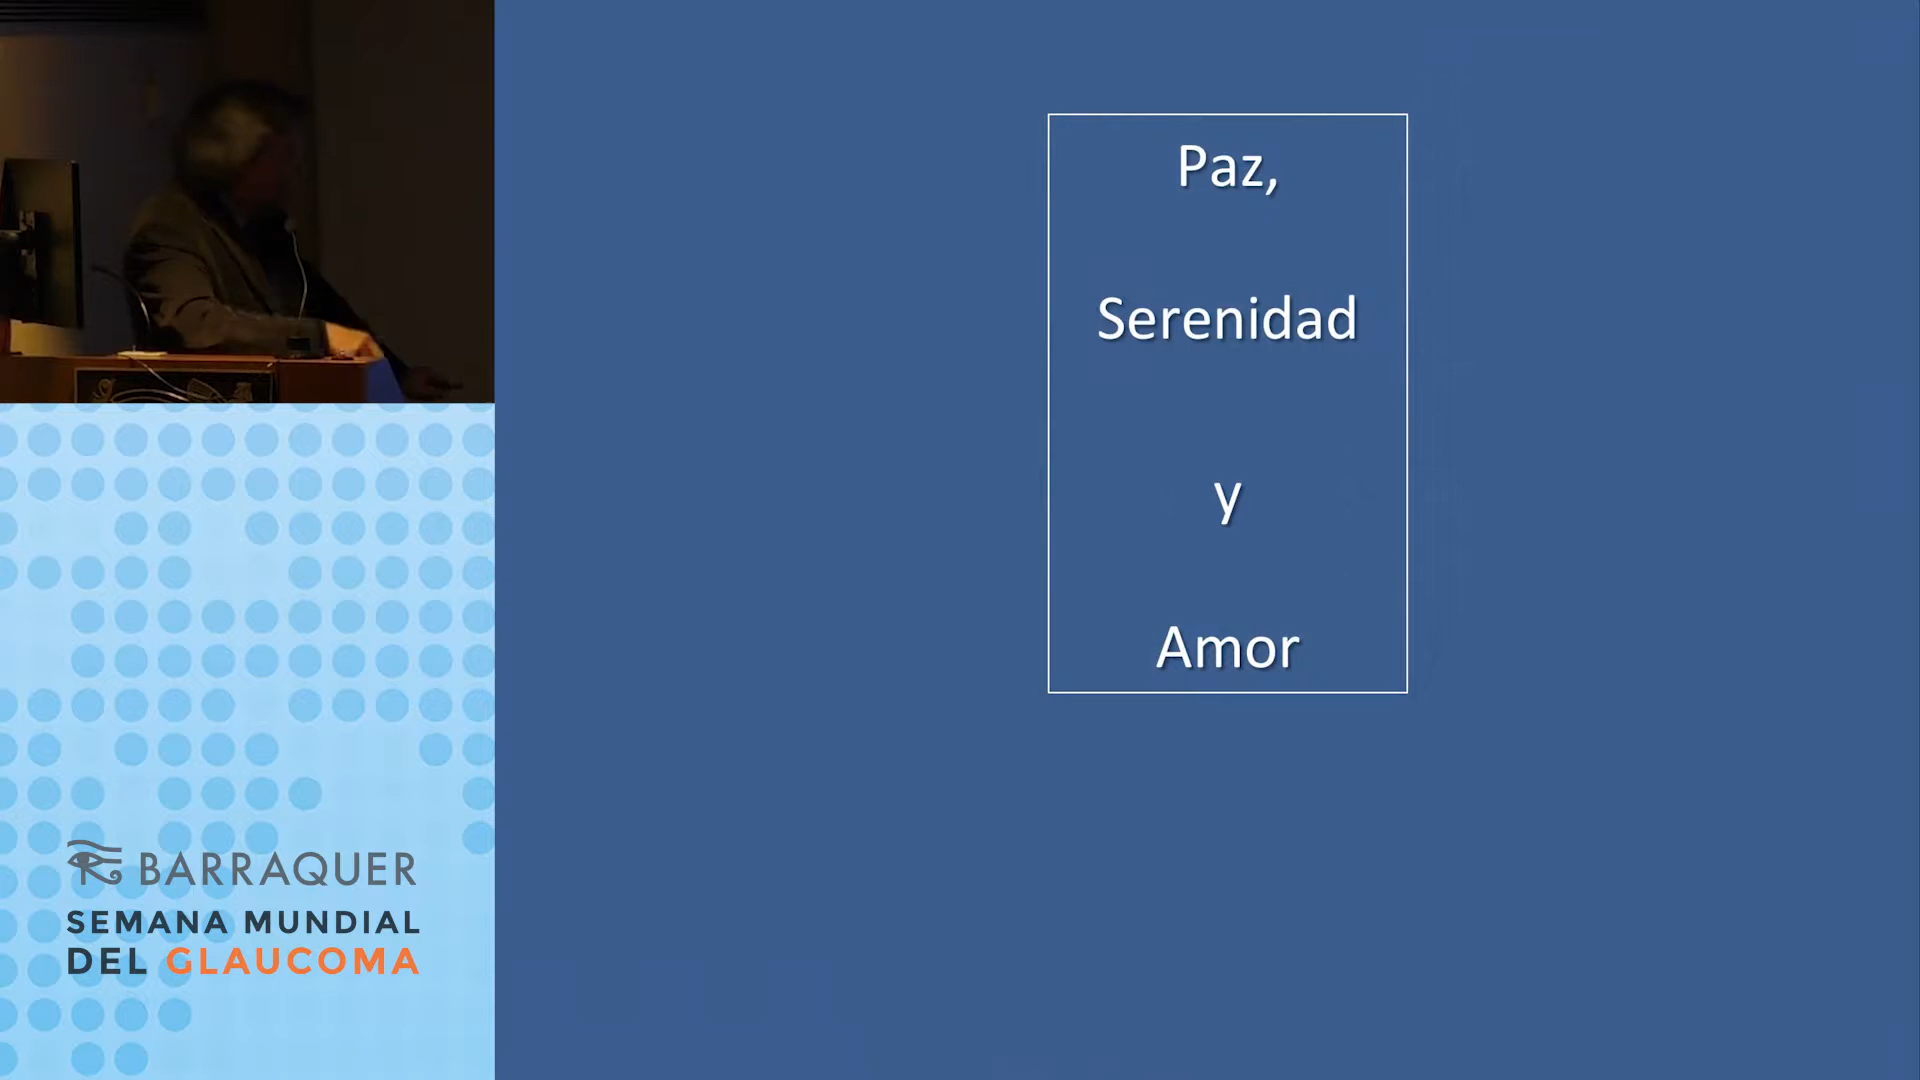 Paz,
Serenidad
y
Amor
BARRAQUER
SEMANA MUNDIAL
DEL GLAUCOMA